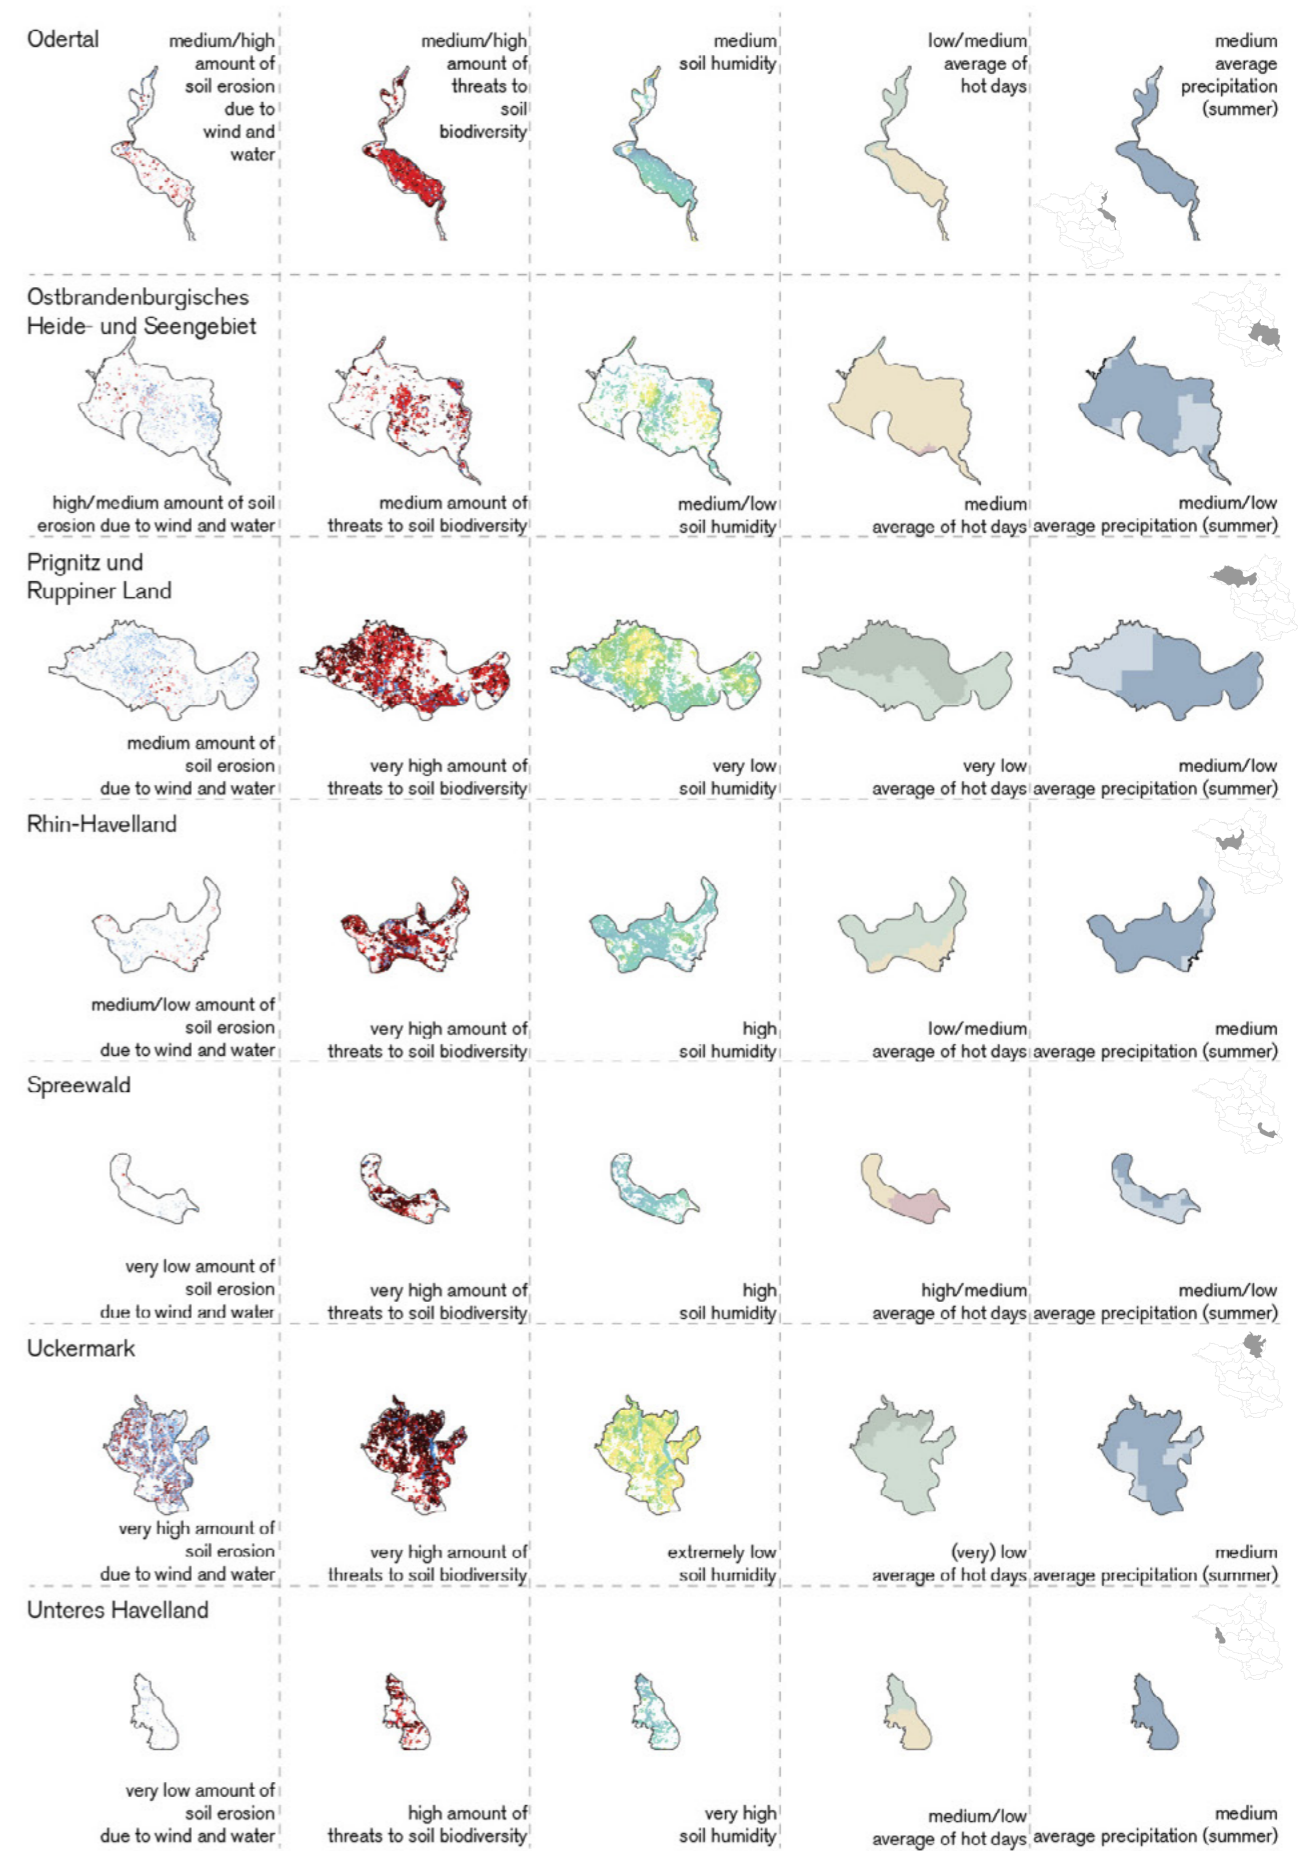 Odertal
medium/high
amount of
soil erosion
due to
wind and
water
medium/high
amount of
threats to
soil
biodiversity
medium
soil humidity
low/medium
average of
hot days
medium
average
precipitation
(summer)
Ostbrandenburgisches
Heide- und Seengebiet
high/medium amount of soil
erosion due to wind and water
medium amount of
threats to soil biodiversity
medium/low
soil humidity
medium
average of hot days
medium/low
average precipitation (summer)
Prignitz und
Ruppiner Land
medium amount of
soil erosion
due to wind and water
very high amount of
threats to soil biodiversity
very low
soil humidity
very low
average of hot days
medium/low
average precipitation (summer)
Rhin-Havelland
medium/low amount of
soil erosion
due to wind and water
very high amount of
threats to soil biodiversity
high
soil humidity
low/medium
average of hot days
medium
average precipitation (summer)
Spreewald
very low amount of
soil erosion
due to wind and water
very high amount of
threats to soil biodiversity
high
soil humidity
high/medium
average of hot days
medium/low
average precipitation (summer)
Uckermark
very high amount of
soil erosion
due to wind and water
very high amount of
threats to soil biodiversity
extremely low
soil humidity
(very) low
average of hot days
medium
average precipitation (summer)
Unteres Havelland
very low amount of
soil erosion
due to wind and water
high amount of
threats to soil biodiversity
very high
soil humidity
medium/low
average of hot days
medium
average precipitation (summer)